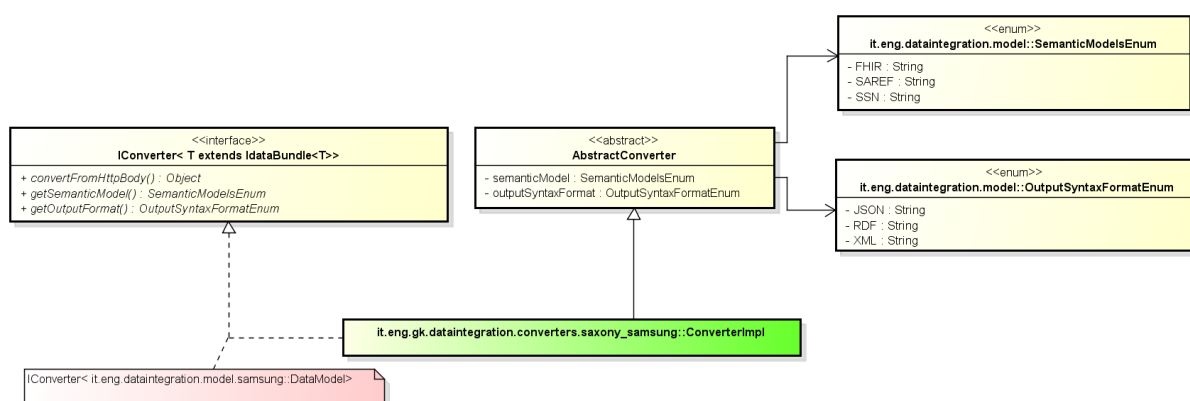 <<enum>>
it.eng.dataintegration.model::SemanticModelsEnum
- FHIR : String
- SAREF : String
- SSN : String
<<interface>>
IConverter< T extends IdataBundle<T>>
+ convertFromHttpBody() : Object
+ getSemanticModel() : SemanticModelsEnum
+ getOutputFormat() : OutputSyntaxFormatEnum
<<abstract>>
AbstractConverter
- semanticModel : SemanticModelsEnum
- outputSyntaxFormat : OutputSyntaxFormatEnum
<<enum>>
it.eng.dataintegration.model::OutputSyntaxFormatEnum
- JSON : String
- RDF : String
- XML : String
it.eng.gk.dataintegration.converters.saxony_samsung::ConverterImpl
IConverter< it.eng.dataintegration.model.samsung::DataModel>